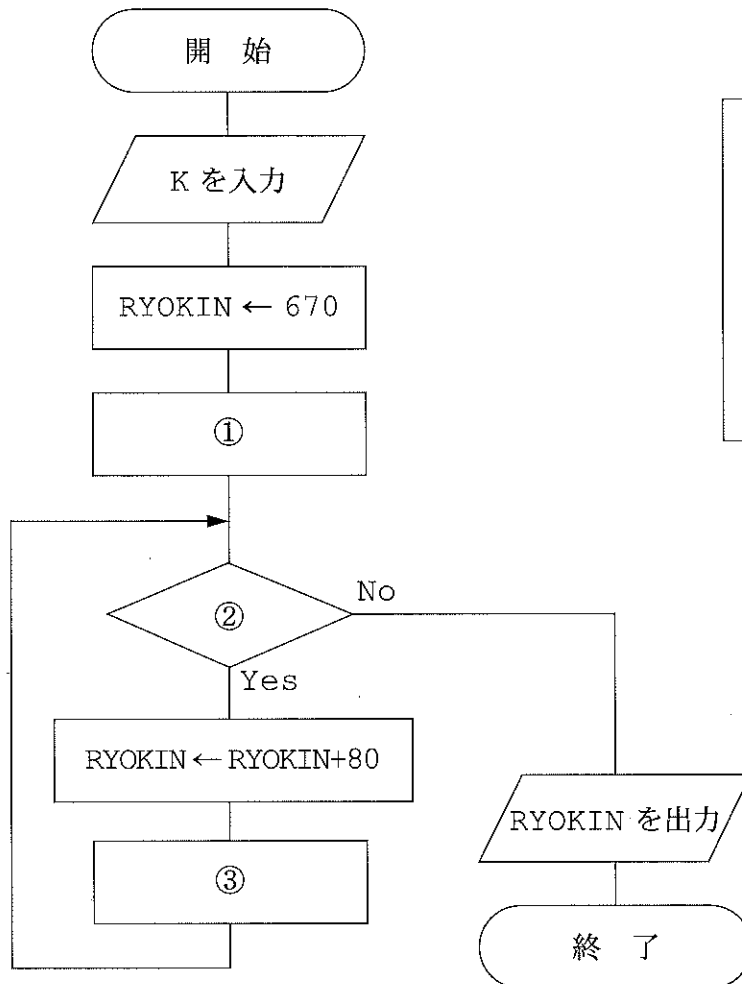 開 始
K を入力
RYOKIN ← 670
①
②
No
Yes
RYOKIN ← RYOKIN+80
③
RYOKIN を出力
終 了